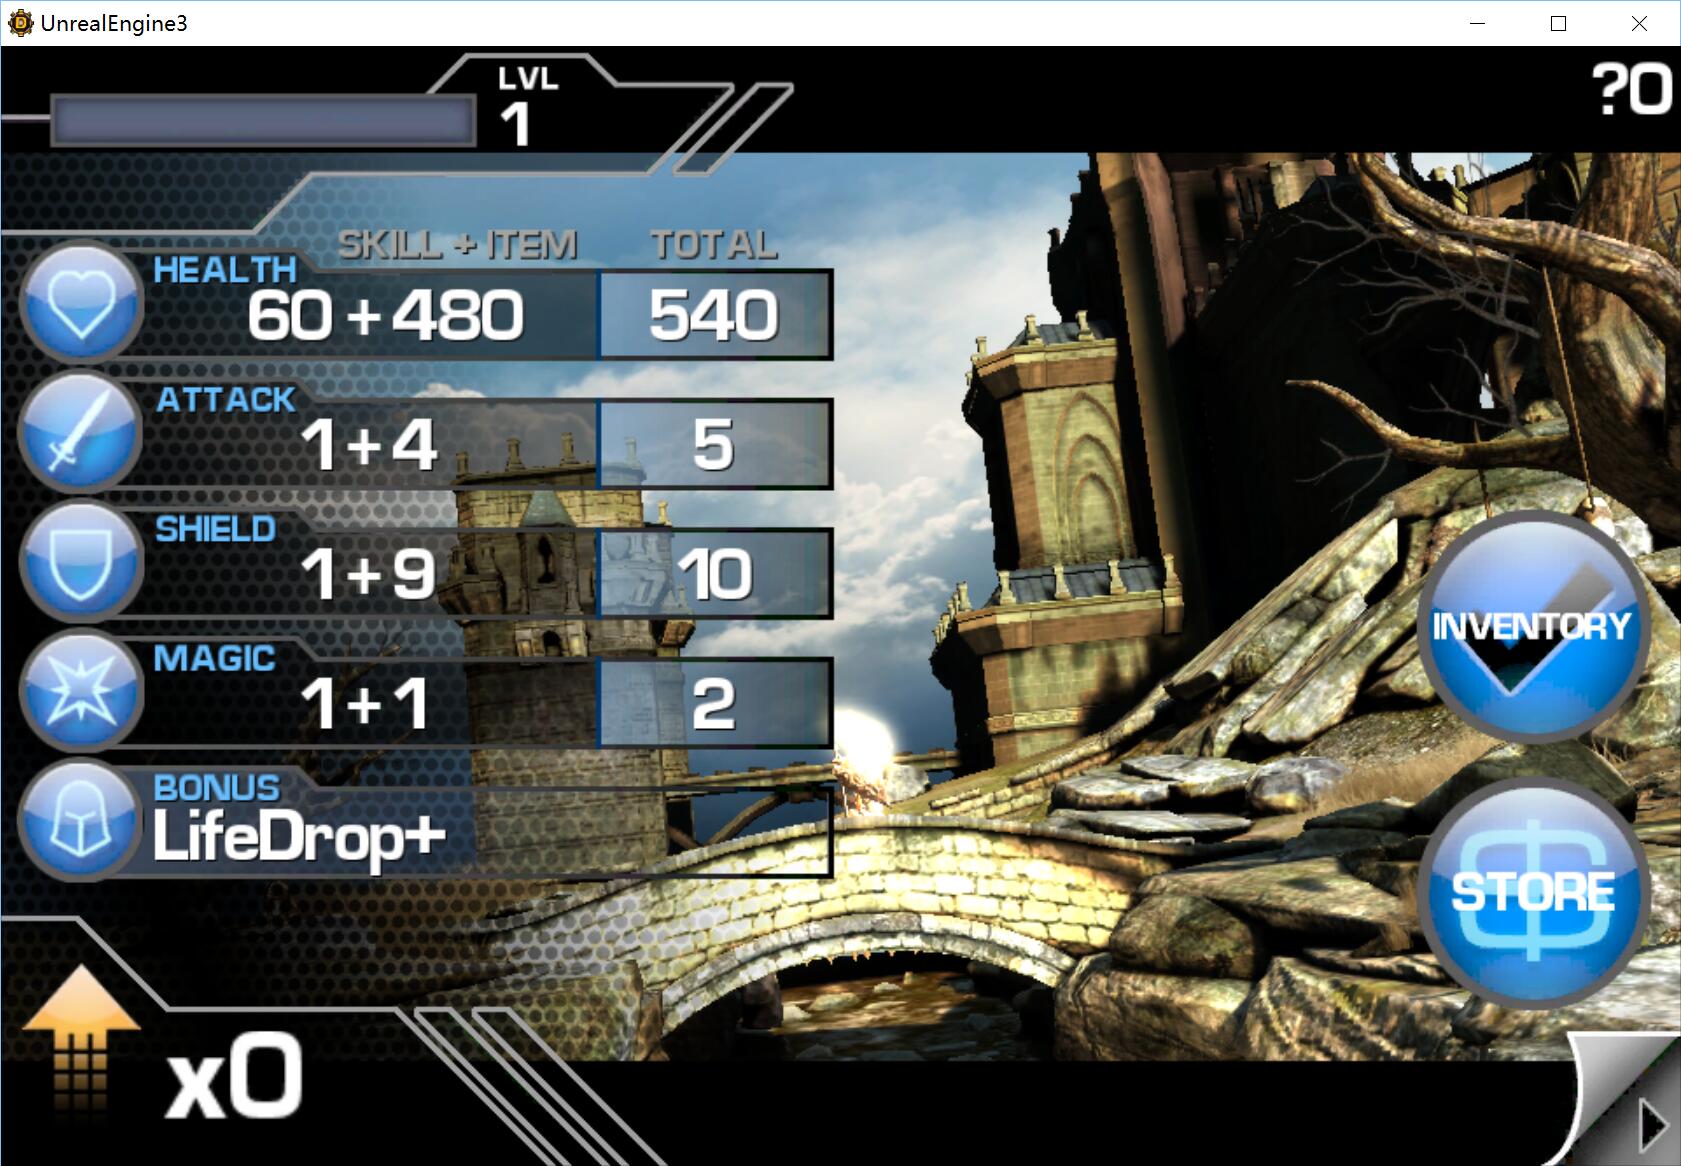 UnrealEngine3
LVL
1
?0
SKILL + ITEM TOTAL
HEALTH
60+480 540
ATTACK
1+4 5
SHIELD
1+9 10
MAGIC
1+1 2
BONUS
LifeDrop+
INVENTORY
STORE
x0